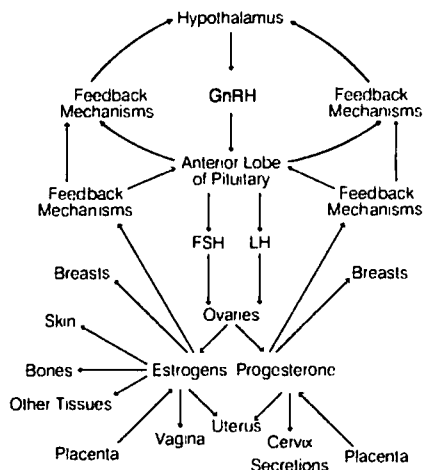 Hypothalamus
Feedback
Mechanisms
GnRH
Feedback
Mechanisms
Anterior Lobe
of Pituitary
Feedback
Mechanisms
Feedback
Mechanisms
FSH
LH
Breasts
Breasts
Ovaries
Skin
Bones
Estrogens
Progesterone
Other Tissues
Vagina
Uterus
Cervix
Secretions
Placenta
Placenta